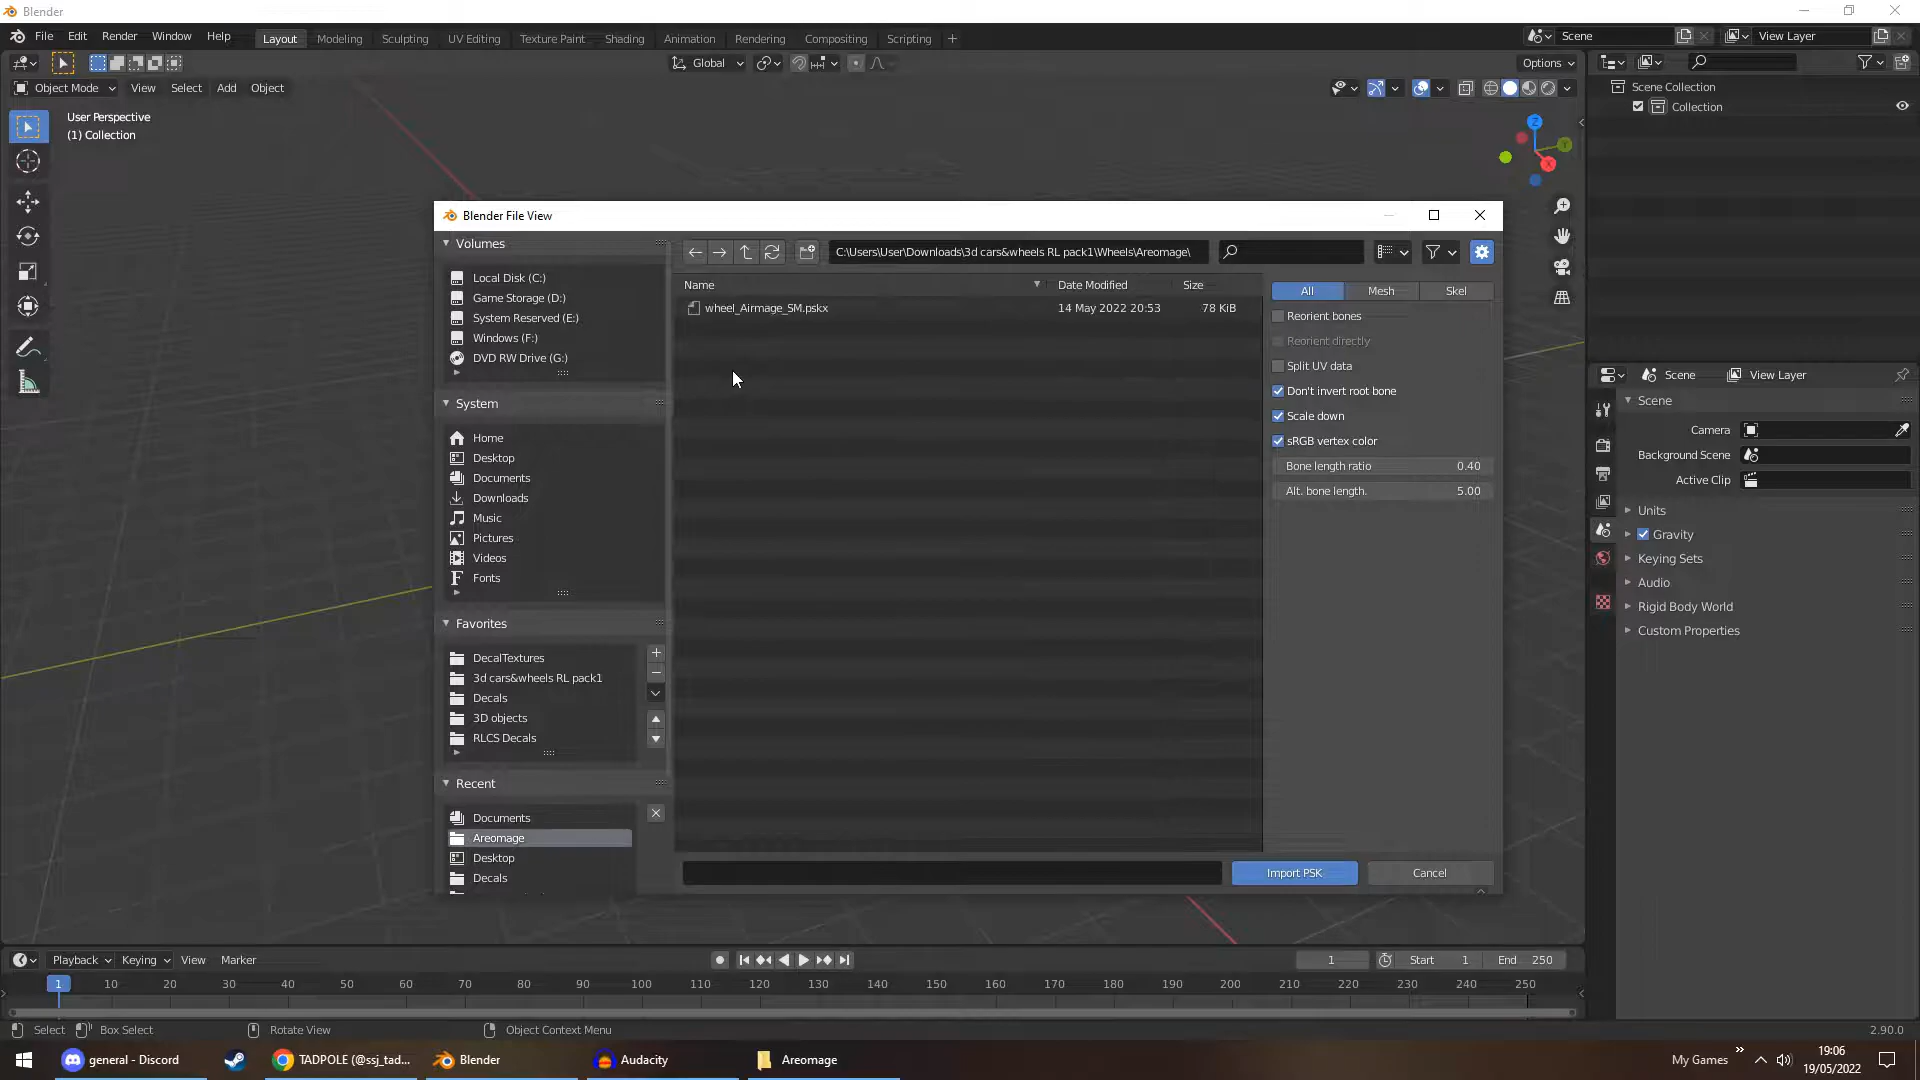 Blender
File Edit Render Window Help
Layout Modeling Sculpting UV Editing Texture Paint Shading Animation Rendering Compositing Scripting +
Scene View Layer
Global Options
Object Mode View Select Add Object
Scene Collection
Collection
User Perspective
(1) Collection
Z
Y
X
Blender File View
Volumes
Local Disk (C:)
Game Storage (D:)
System Reserved (E:)
Windows (F:)
DVD RW Drive (G:)
System
Home
Desktop
Documents
Downloads
Music
Pictures
Videos
Fonts
Favorites
DecalTextures
3d cars&wheels RL pack1
Decals
3D objects
RLCS Decals
Recent
Documents
Areomage
Desktop
Decals
C:\Users\User\Downloads\3d cars&wheels RL pack1\Wheels\Areomage\
Name Date Modified Size
wheel_Airmage_SM.pskx 14 May 2022 20:53 78 KiB
All Mesh Skel
Reorient bones
Reorient directly
Split UV data
Don't invert root bone
Scale down
sRGB vertex color
Bone length ratio 0.40
Alt. bone length. 5.00
Import PSK Cancel
Scene View Layer
Scene
Camera
Background Scene
Active Clip
Units
Gravity
Keying Sets
Audio
Rigid Body World
Custom Properties
Playback Keying View Marker
1 Start 1 End 250
1 10 20 30 40 50 60 70 80 90 100 110 120 130 140 150 160 170 180 190 200 210 220 230 240 250
Select Box Select Rotate View Object Context Menu 2.90.0
general - Discord TADPOLE (@ssj_tad... Blender Audacity Areomage My Games » 19:06
19/05/2022